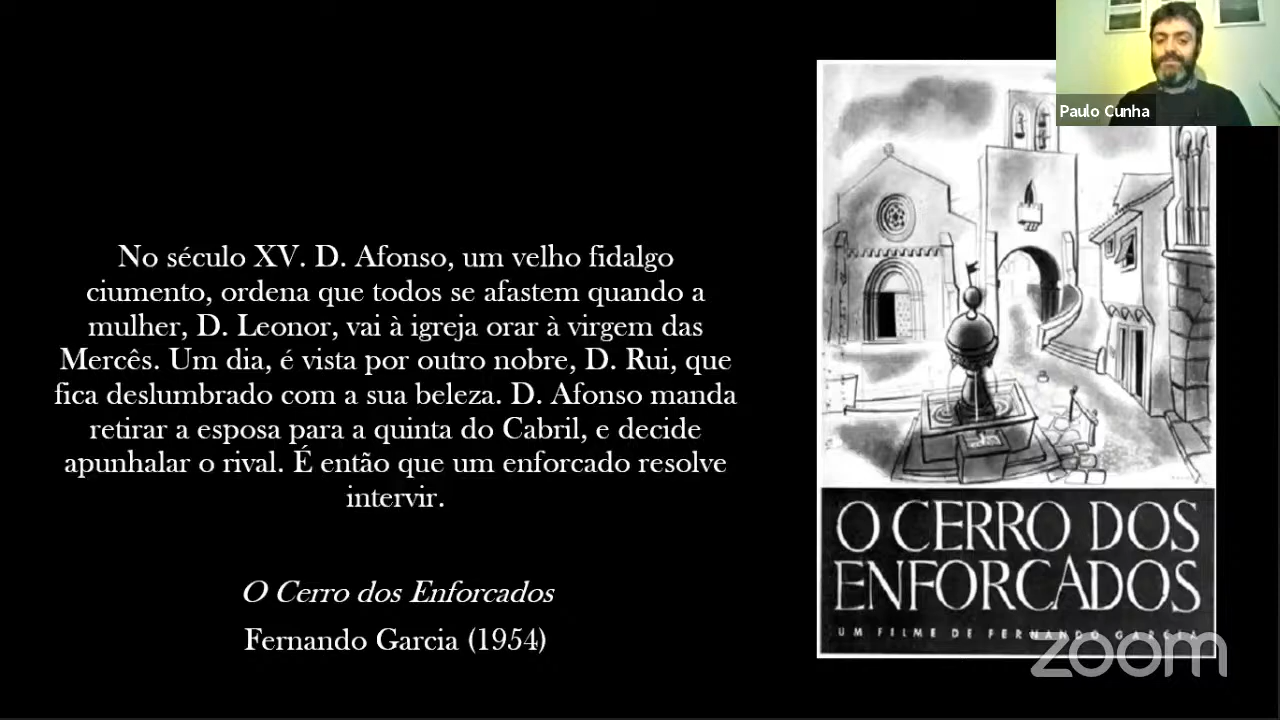 Paulo Cunha
No século XV. D. Afonso, um velho fidalgo
ciumento, ordena que todos se afastem quando a
mulher, D. Leonor, vai à igreja orar à virgem das
Mercês. Um dia, é vista por outro nobre, D. Rui, que
fica deslumbrado com a sua beleza. D. Afonso manda
retirar a esposa para a quinta do Cabril, e decide
apunhalar o rival. É então que um enforcado resolve
intervir.
O Cerro dos Enforcados
Fernando Garcia (1954)
O CERRO DOS
ENFORCADOS
UM FILME DE FERNANDO GARCIA
zoom